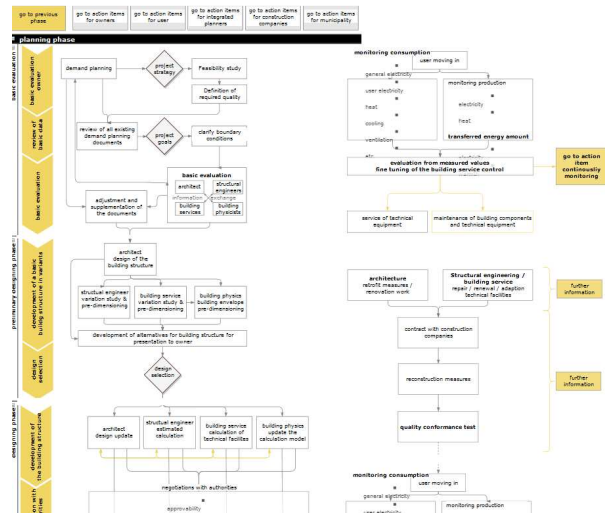 go to previous
phase
go to action items
for owners
go to action items
for user
go to action items
for integrated
planners
go to action items
for construction
companies
go to action items
for municipality
planning phase
basic evaluation
basic evaluation
owner
review of
basic data
basic evaluation
demand planning
project
strategy
Feasibility study
Definition of
required quality
review of all existing
demand planning
documents
project
goals
clarify boundary
conditions
basic evaluation
architect
structural
engineers
information
exchange
building
services
building
physicists
adjustment and
supplementation of
the documents
preliminary designing phase
development of a basic
building structure in variants
design
selection
architect
design of the
building structure
structural engineer
variation study &
pre-dimensioning
building service
variation study &
pre-dimensioning
building physics
building envelope
pre-dimensioning
development of alternatives for building structure for
presentation to owner
design
selection
designing phase
development of
the building structure
architect
design update
structual engineer
estimated
calculation
building service
calculation of
technical facilites
building physics
update the
calculation model
negotiations with authorities
approvability
monitoring consumption
user moving in
general electricity
user electricity
heat
cooling
ventilation
etc.
monitoring production
electricity
heat
transferred energy amount
electricity
evaluation from measured values
fine tuning of the building service control
go to action
item
continously
monitoring
service of technical
equipment
maintenance of building components
and technical equipment
architecture
retrofit measures /
renovation work
Structural engineering /
building service
repair / renewal / adaption
technical facilities
further
information
contract with construction
companies
reconstruction measures
further
information
quality conformance test
monitoring consumption
user moving in
general electricity
user electricity
monitoring production